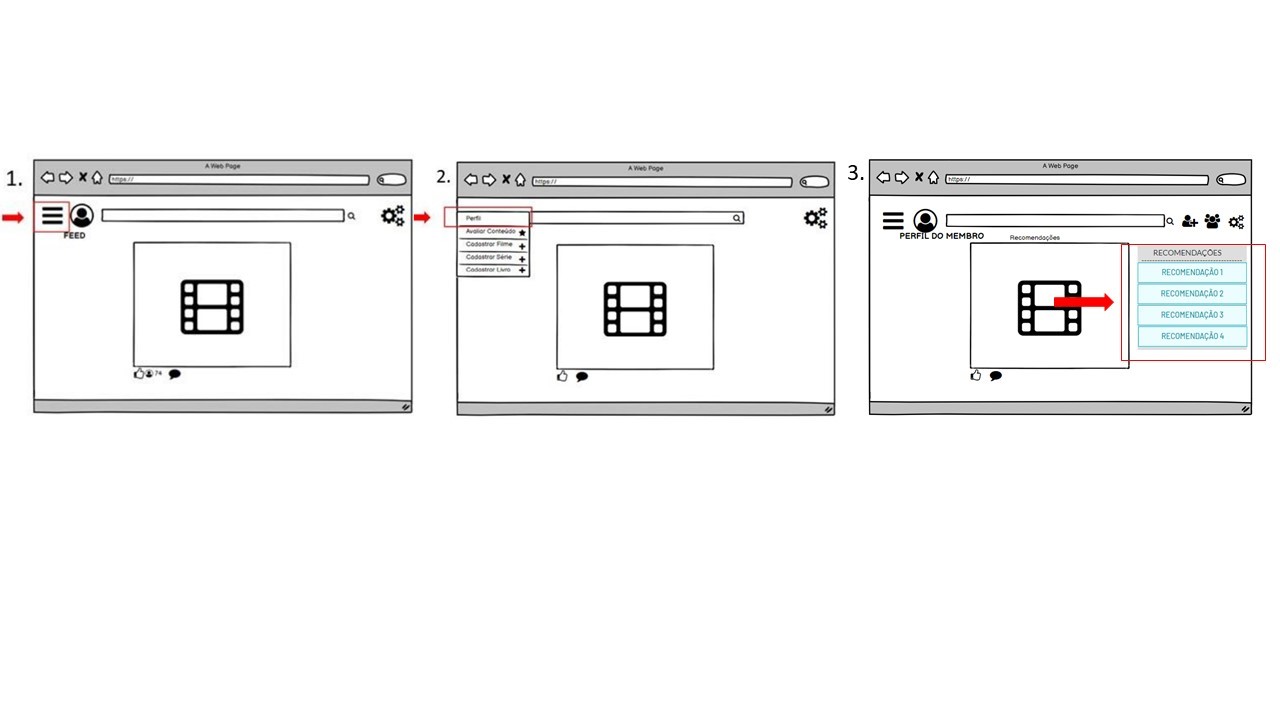 1.
A Web Page
https://
FEED
74
2.
A Web Page
https://
Perfil
Avaliar Conteúdo
Cadastrar Filme
Cadastrar Série
Cadastrar Livro
3.
A Web Page
https://
PERFIL DO MEMBRO
Recomendações
RECOMENDAÇÕES
RECOMENDAÇÃO 1
RECOMENDAÇÃO 2
RECOMENDAÇÃO 3
RECOMENDAÇÃO 4